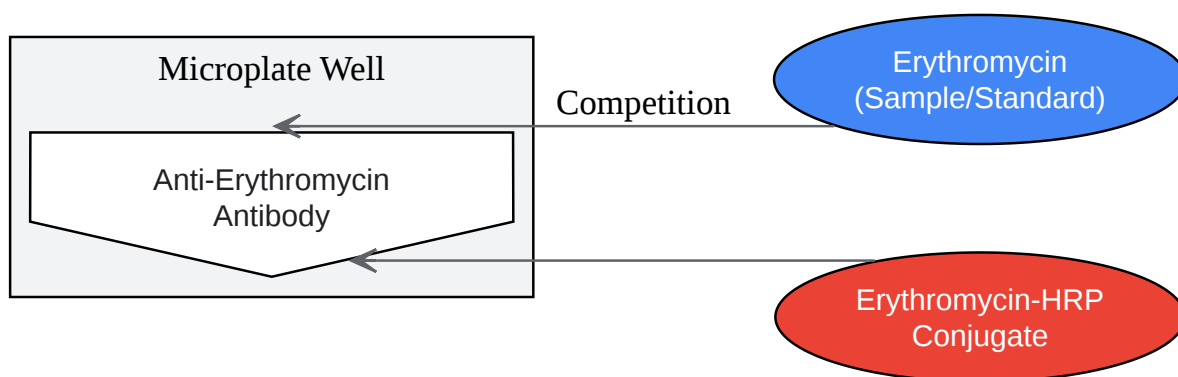 Microplate Well
Anti-Erythromycin
Antibody
Competition
Erythromycin
(Sample/Standard)
Erythromycin-HRP
Conjugate